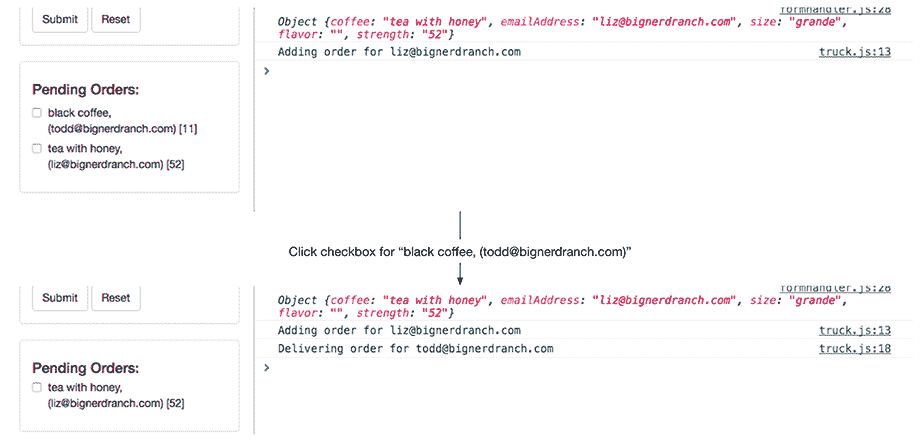 formhandler.js:28
Submit Reset
Object {coffee: "tea with honey", emailAddress: "liz@bignerdranch.com", size: "grande",
flavor: "", strength: "52"}
Adding order for liz@bignerdranch.com truck.js:13
>
Pending Orders:
black coffee,
(todd@bignerdranch.com) [11]
tea with honey,
(liz@bignerdranch.com) [52]
Click checkbox for “black coffee, (todd@bignerdranch.com)”
formhandler.js:28
Submit Reset
Object {coffee: "tea with honey", emailAddress: "liz@bignerdranch.com", size: "grande",
flavor: "", strength: "52"}
Adding order for liz@bignerdranch.com truck.js:13
Delivering order for todd@bignerdranch.com truck.js:18
>
Pending Orders:
tea with honey,
(liz@bignerdranch.com) [52]